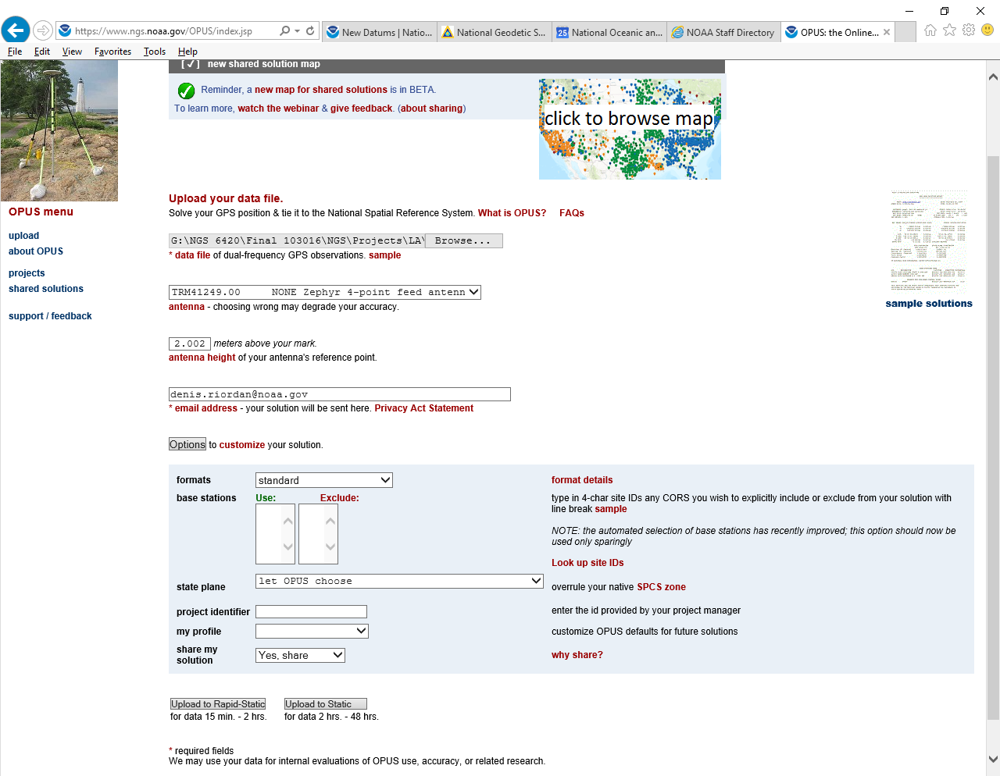 https://www.ngs.noaa.gov/OPUS/index.jsp
New Datums | Natio...
National Geodetic S...
25 National Oceanic an...
NOAA Staff Directory
OPUS: the Online...
File Edit View Favorites Tools Help
[ ✓ ] new shared solution map
Reminder, a new map for shared solutions is in BETA.
To learn more, watch the webinar & give feedback. (about sharing)
click to browse map
OPUS menu
upload
about OPUS
projects
shared solutions
support / feedback
Upload your data file.
Solve your GPS position & tie it to the National Spatial Reference System. What is OPUS? FAQs
G:\NGS 6420\Final 103016\NGS\Projects\LA\ Browse...
* data file of dual-frequency GPS observations. sample
TRM41249.00 NONE Zephyr 4-point feed antenn
antenna - choosing wrong may degrade your accuracy.
2.002 meters above your mark.
antenna height of your antenna's reference point.
denis.riordan@noaa.gov
* email address - your solution will be sent here. Privacy Act Statement
Options to customize your solution.
sample solutions
formats standard format details
base stations Use: Exclude: type in 4-char site IDs any CORS you wish to explicitly include or exclude from your solution with
line break sample
NOTE: the automated selection of base stations has recently improved; this option should now be
used only sparingly
Look up site IDs
state plane let OPUS choose overrule your native SPCS zone
project identifier enter the id provided by your project manager
my profile customize OPUS defaults for future solutions
share my
solution Yes, share why share?
Upload to Rapid-Static Upload to Static
for data 15 min. - 2 hrs. for data 2 hrs. - 48 hrs.
* required fields
We may use your data for internal evaluations of OPUS use, accuracy, or related research.